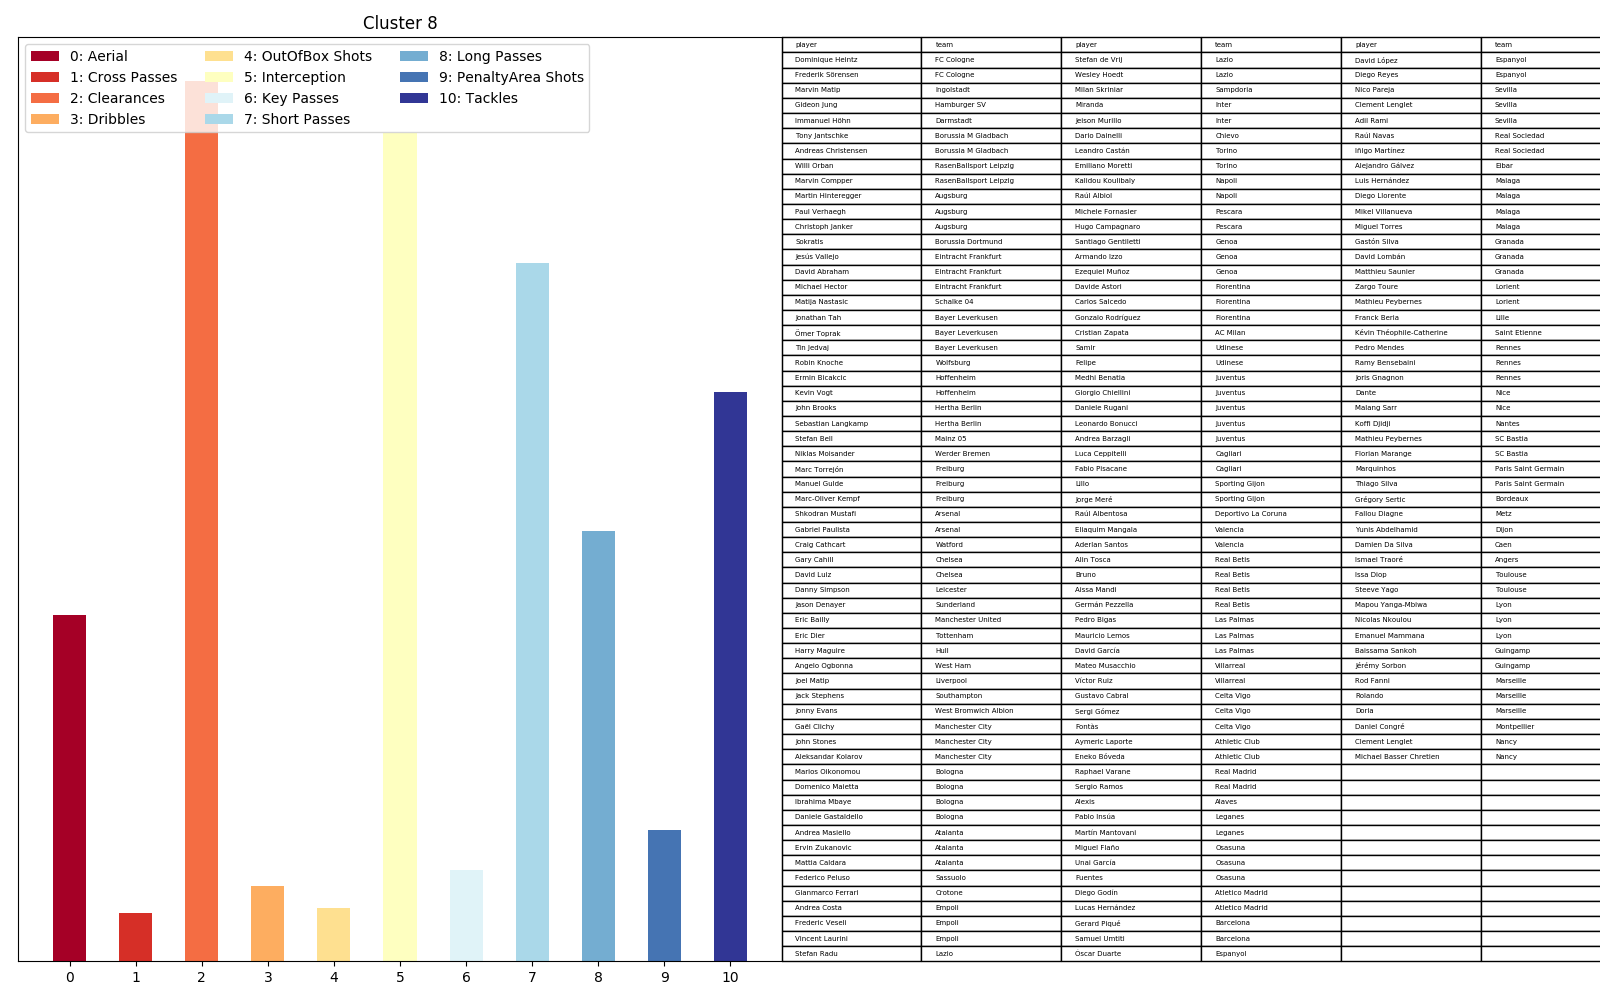 Cluster 8
0: Aerial
1: Cross Passes
2: Clearances
3: Dribbles
4: OutOfBox Shots
5: Interception
6: Key Passes
7: Short Passes
8: Long Passes
9: PenaltyArea Shots
10: Tackles
0 1 2 3 4 5 6 7 8 9 10
player team player team player team
Dominique Heintz FC Cologne Stefan de Vrij Lazio David López Espanyol
Frederik Sörensen FC Cologne Wesley Hoedt Lazio Diego Reyes Espanyol
Marvin Matip Ingolstadt Milan Skriniar Sampdoria Nico Pareja Sevilla
Gideon Jung Hamburger SV Miranda Inter Clement Lenglet Sevilla
Immanuel Höhn Darmstadt Jeison Murillo Inter Adil Rami Sevilla
Tony Jantschke Borussia M Gladbach Dario Dainelli Chievo Raúl Navas Real Sociedad
Andreas Christensen Borussia M Gladbach Leandro Castán Torino Iñigo Martínez Real Sociedad
Willi Orban RasenBallsport Leipzig Emiliano Moretti Torino Alejandro Gálvez Eibar
Marvin Compper RasenBallsport Leipzig Kalidou Koulibaly Napoli Luis Hernández Malaga
Martin Hinteregger Augsburg Raúl Albiol Napoli Diego Llorente Malaga
Paul Verhaegh Augsburg Michele Fornasier Pescara Mikel Villanueva Malaga
Christoph Janker Augsburg Hugo Campagnaro Pescara Miguel Torres Malaga
Sokratis Borussia Dortmund Santiago Gentiletti Genoa Gastón Silva Granada
Jesús Vallejo Eintracht Frankfurt Armando Izzo Genoa David Lombán Granada
David Abraham Eintracht Frankfurt Ezequiel Muñoz Genoa Matthieu Saunier Granada
Michael Hector Eintracht Frankfurt Davide Astori Fiorentina Zargo Toure Lorient
Matija Nastasic Schalke 04 Carlos Salcedo Fiorentina Mathieu Peybernes Lorient
Jonathan Tah Bayer Leverkusen Gonzalo Rodríguez Fiorentina Franck Beria Lille
Ömer Toprak Bayer Leverkusen Cristian Zapata AC Milan Kévin Théophile-Catherine Saint Etienne
Tin Jedvaj Bayer Leverkusen Samir Udinese Pedro Mendes Rennes
Robin Knoche Wolfsburg Felipe Udinese Ramy Bensebaini Rennes
Ermin Bicakcic Hoffenheim Medhi Benatia Juventus Joris Gnagnon Rennes
Kevin Vogt Hoffenheim Giorgio Chiellini Juventus Dante Nice
John Brooks Hertha Berlin Daniele Rugani Juventus Malang Sarr Nice
Sebastian Langkamp Hertha Berlin Leonardo Bonucci Juventus Koffi Djidji Nantes
Stefan Bell Mainz 05 Andrea Barzagli Juventus Mathieu Peybernes SC Bastia
Niklas Moisander Werder Bremen Luca Ceppitelli Cagliari Florian Marange SC Bastia
Marc Torrejón Freiburg Fabio Pisacane Cagliari Marquinhos Paris Saint Germain
Manuel Gulde Freiburg Lillo Sporting Gijon Thiago Silva Paris Saint Germain
Marc-Oliver Kempf Freiburg Jorge Meré Sporting Gijon Grégory Sertic Bordeaux
Shkodran Mustafi Arsenal Raúl Albentosa Deportivo La Coruna Fallou Diagne Metz
Gabriel Paulista Arsenal Eliaquim Mangala Valencia Yunis Abdelhamid Dijon
Craig Cathcart Watford Aderlan Santos Valencia Damien Da Silva Caen
Gary Cahill Chelsea Alin Tosca Real Betis Ismael Traoré Angers
David Luiz Chelsea Bruno Real Betis Issa Diop Toulouse
Danny Simpson Leicester Aissa Mandi Real Betis Steeve Yago Toulouse
Jason Denayer Sunderland Germán Pezzella Real Betis Mapou Yanga-Mbiwa Lyon
Eric Bailly Manchester United Pedro Bigas Las Palmas Nicolas Nkoulou Lyon
Eric Dier Tottenham Mauricio Lemos Las Palmas Emanuel Mammana Lyon
Harry Maguire Hull David García Las Palmas Baissama Sankoh Guingamp
Angelo Ogbonna West Ham Mateo Musacchio Villarreal Jérémy Sorbon Guingamp
Joel Matip Liverpool Víctor Ruiz Villarreal Rod Fanni Marseille
Jack Stephens Southampton Gustavo Cabral Celta Vigo Rolando Marseille
Jonny Evans West Bromwich Albion Sergi Gómez Celta Vigo Doria Marseille
Gaël Clichy Manchester City Fontàs Celta Vigo Daniel Congré Montpellier
John Stones Manchester City Aymeric Laporte Athletic Club Clement Lenglet Nancy
Aleksandar Kolarov Manchester City Eneko Bóveda Athletic Club Michael Basser Chretien Nancy
Marios Oikonomou Bologna Raphael Varane Real Madrid
Domenico Maietta Bologna Sergio Ramos Real Madrid
Ibrahima Mbaye Bologna Alexis Alaves
Daniele Gastaldello Bologna Pablo Insúa Leganes
Andrea Masiello Atalanta Martín Mantovani Leganes
Ervin Zukanovic Atalanta Miguel Flaño Osasuna
Mattia Caldara Atalanta Unai García Osasuna
Federico Peluso Sassuolo Fuentes Osasuna
Gianmarco Ferrari Crotone Diego Godín Atletico Madrid
Andrea Costa Empoli Lucas Hernández Atletico Madrid
Frederic Veseli Empoli Gerard Piqué Barcelona
Vincent Laurini Empoli Samuel Umtiti Barcelona
Stefan Radu Lazio Oscar Duarte Espanyol